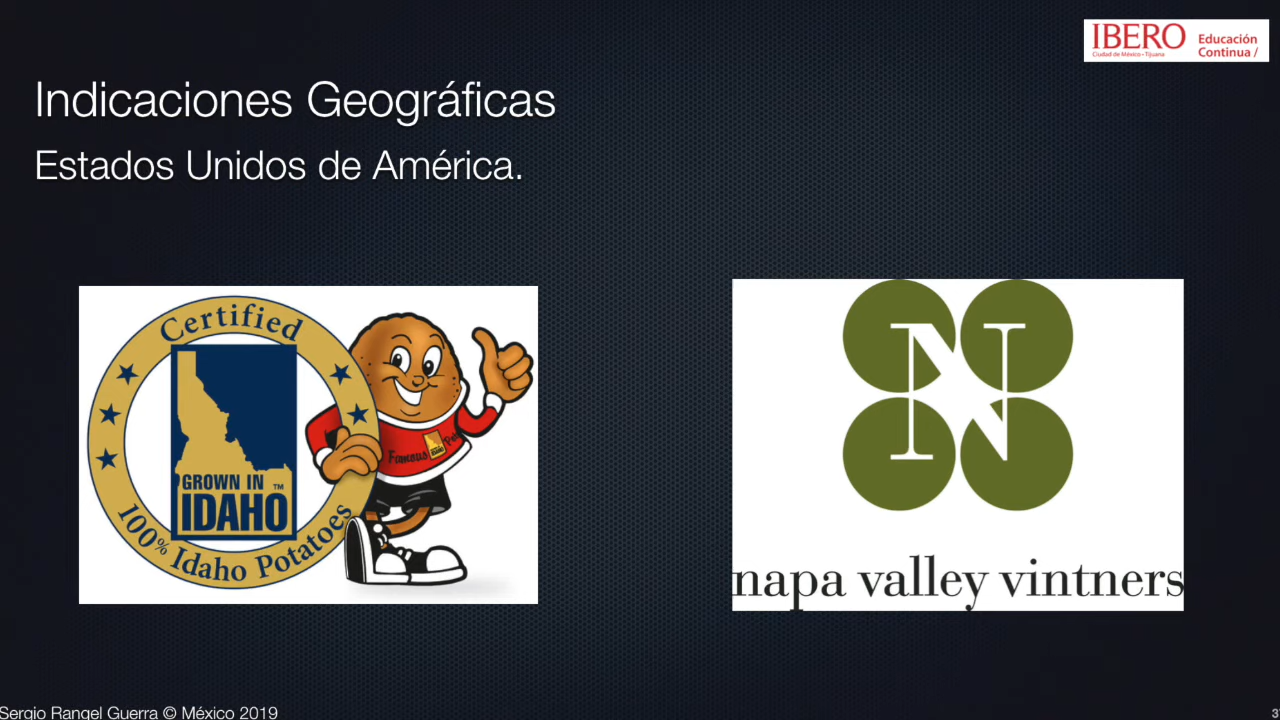 IBERO
Ciudad de México • Tijuana
Educación
Continua /
Indicaciones Geográficas
Estados Unidos de América.
Certified
GROWN IN ™
IDAHO
100% Idaho Potatoes
Famous
N
napa valley vintners
Sergio Rangel Guerra © México 2019